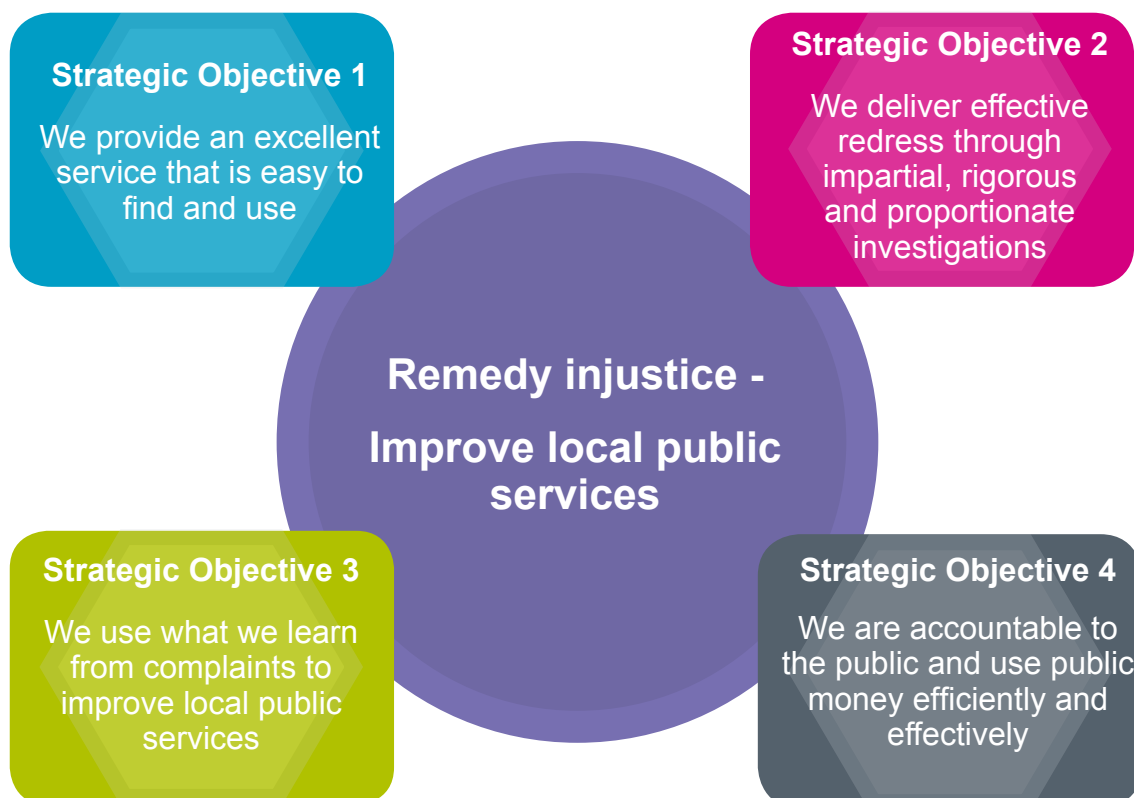 Strategic Objective 1
We provide an excellent
service that is easy to
find and use
Strategic Objective 2
We deliver effective
redress through
impartial, rigorous
and proportionate
investigations
Remedy injustice -
Improve local public
services
Strategic Objective 3
We use what we learn
from complaints to
improve local public
services
Strategic Objective 4
We are accountable to
the public and use public
money efficiently and
effectively